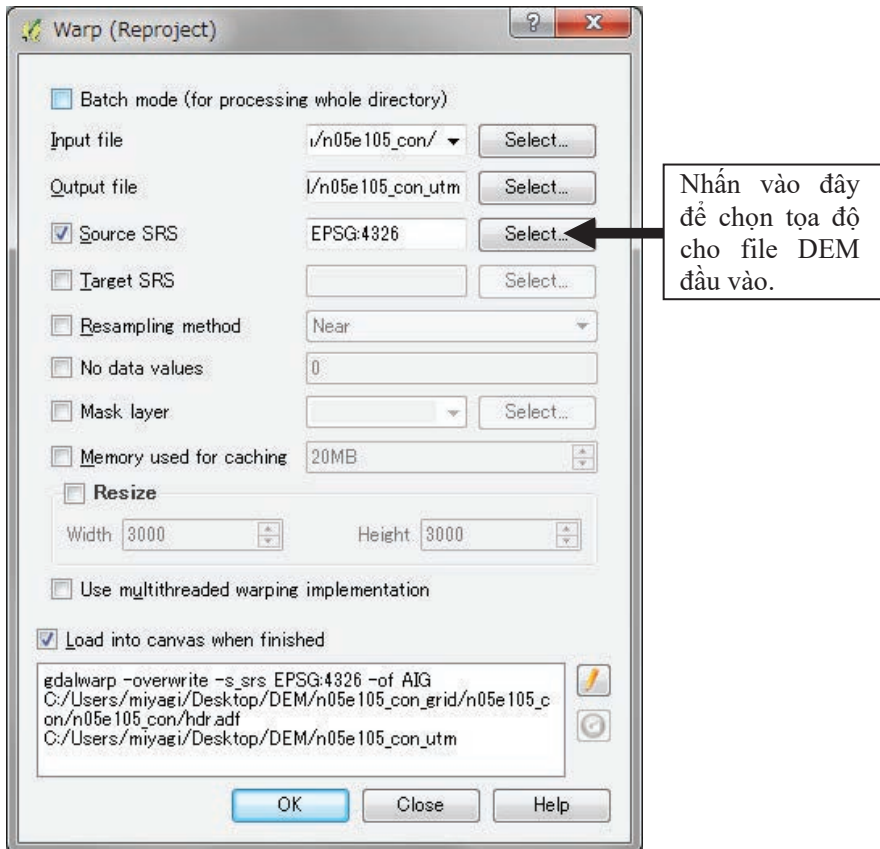 Warp (Reproject)
Batch mode (for processing whole directory)
Input file
ı/n05e105_con/
Select...
Output file
l/n05e105_con_utm
Select...
Source SRS
EPSG:4326
Select...
Nhấn vào đây
để chọn tọa độ
cho file DEM
đầu vào.
Target SRS
Select...
Resampling method
Near
No data values
0
Mask layer
Select...
Memory used for caching
20MB
Resize
Width
3000
Height
3000
Use multithreaded warping implementation
Load into canvas when finished
gdalwarp -overwrite -s_srs EPSG:4326 -of AIG
C:/Users/miyagi/Desktop/DEM/n05e105_con_grid/n05e105_c
on/n05e105_con/hdr.adf
C:/Users/miyagi/Desktop/DEM/n05e105_con_utm
OK
Close
Help